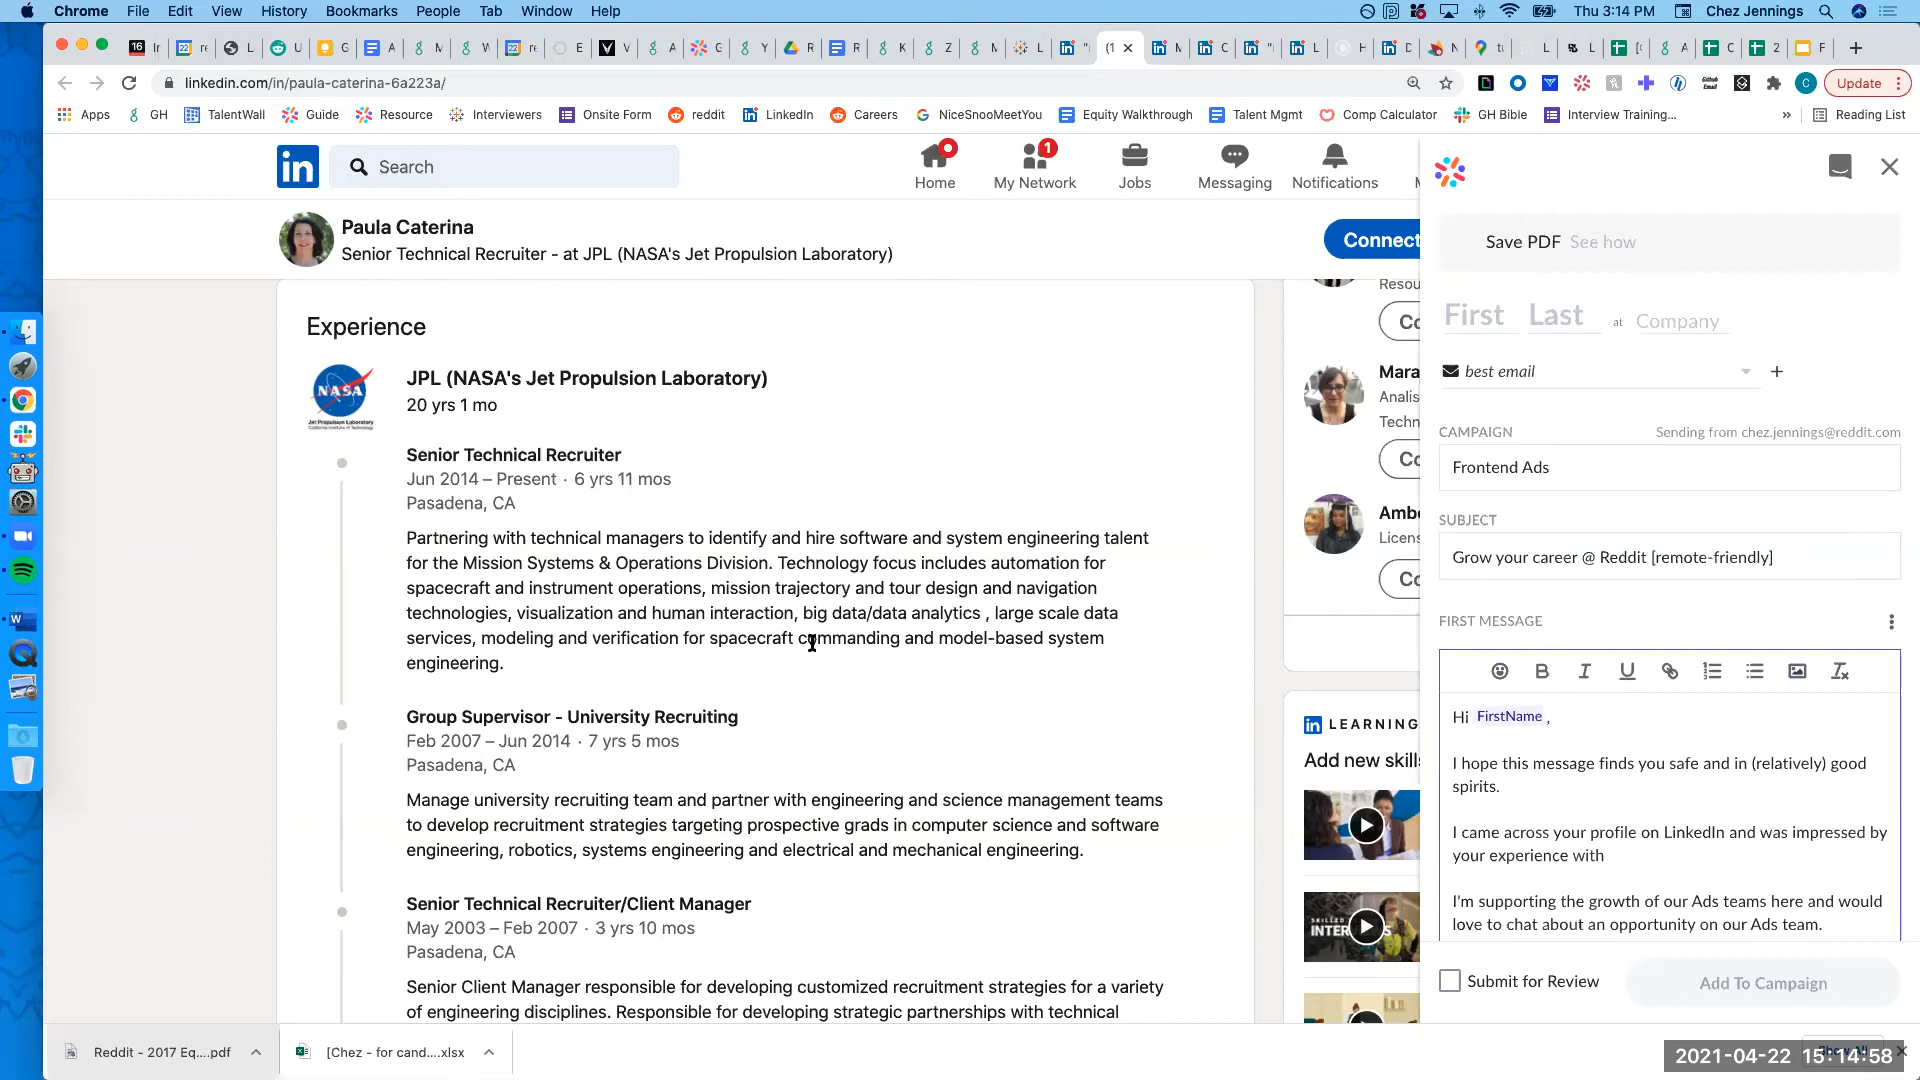 Chrome File Edit View History Bookmarks People Tab Window Help
Thu 3:14 PM Chez Jennings
linkedin.com/in/paula-caterina-6a223a/
Update
Apps GH TalentWall Guide Resource Interviewers Onsite Form reddit LinkedIn Careers NiceSnooMeetYou Equity Walkthrough Talent Mgmt Comp Calculator GH Bible Interview Training... » Reading List
in Search
Home My Network Jobs Messaging Notifications
1
Paula Caterina
Senior Technical Recruiter - at JPL (NASA's Jet Propulsion Laboratory)
Connect
Experience
NASA
JPL (NASA's Jet Propulsion Laboratory)
20 yrs 1 mo
Senior Technical Recruiter
Jun 2014 – Present · 6 yrs 11 mos
Pasadena, CA
Partnering with technical managers to identify and hire software and system engineering talent
for the Mission Systems & Operations Division. Technology focus includes automation for
spacecraft and instrument operations, mission trajectory and tour design and navigation
technologies, visualization and human interaction, big data/data analytics , large scale data
services, modeling and verification for spacecraft commanding and model-based system
engineering.
Group Supervisor - University Recruiting
Feb 2007 – Jun 2014 · 7 yrs 5 mos
Pasadena, CA
Manage university recruiting team and partner with engineering and science management teams
to develop recruitment strategies targeting prospective grads in computer science and software
engineering, robotics, systems engineering and electrical and mechanical engineering.
Senior Technical Recruiter/Client Manager
May 2003 – Feb 2007 · 3 yrs 10 mos
Pasadena, CA
Senior Client Manager responsible for developing customized recruitment strategies for a variety
of engineering disciplines. Responsible for developing strategic partnerships with technical
Resou
Co
Mara
Analis
Techn
Co
Ambe
Licens
Co
in LEARNING
Add new skills
Save PDF See how
First Last at Company
best email
CAMPAIGN Sending from chez.jennings@reddit.com
Frontend Ads
SUBJECT
Grow your career @ Reddit [remote-friendly]
FIRST MESSAGE
Hi FirstName ,
I hope this message finds you safe and in (relatively) good
spirits.
I came across your profile on LinkedIn and was impressed by
your experience with
I'm supporting the growth of our Ads teams here and would
love to chat about an opportunity on our Ads team.
Submit for Review Add To Campaign
Reddit - 2017 Eq....pdf [Chez - for cand....xlsx
2021-04-22 15:14:58